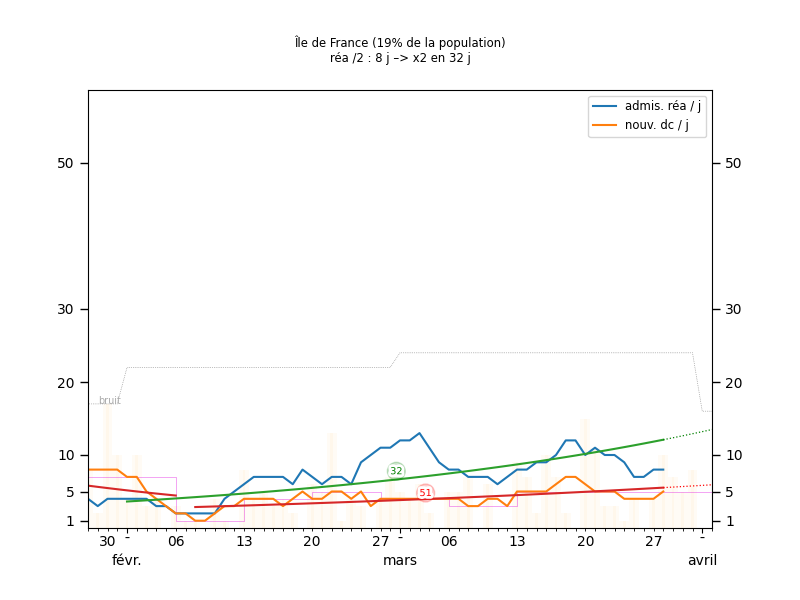 Île de France (19% de la population)
réa /2 : 8 j –> x2 en 32 j
admis. réa / j
nouv. dc / j
50
50
30
30
20
20
bruit
10
10
32
5
51
5
1
1
30 - 06 13 20 27 - 06 13 20 27 -
févr. mars avril